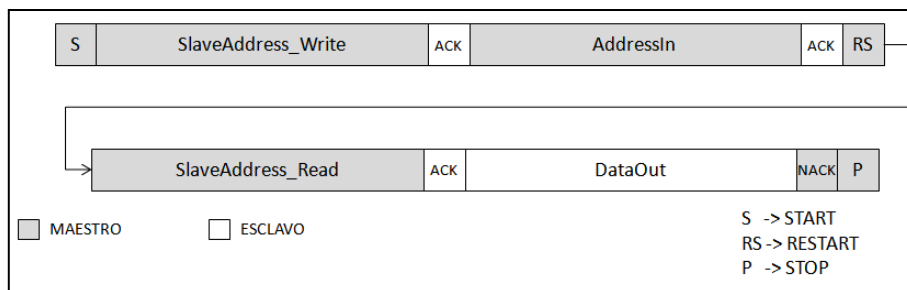 S SlaveAddress_Write ACK AddressIn ACK RS
SlaveAddress_Read ACK DataOut NACK P
MAESTRO ESCLAVO
S -> START
RS -> RESTART
P -> STOP